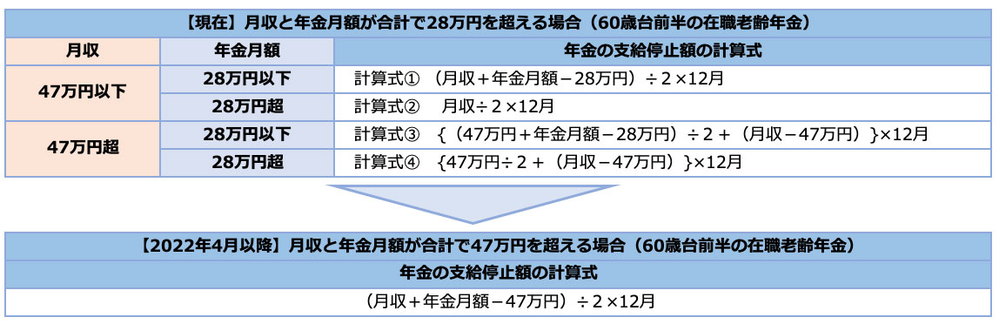 【現在】月収と年金月額が合計で28万円を超える場合（60歳台前半の在職老齢年金）
月収 年金月額 年金の支給停止額の計算式
47万円以下 28万円以下 計算式① （月収＋年金月額－28万円）÷２×12月
28万円超 計算式② 月収÷２×12月
47万円超 28万円以下 計算式③ {（47万円＋年金月額－28万円）÷２＋（月収－47万円）}×12月
28万円超 計算式④ {47万円÷２＋（月収－47万円）}×12月
【2022年4月以降】月収と年金月額が合計で47万円を超える場合（60歳台前半の在職老齢年金）
年金の支給停止額の計算式
（月収＋年金月額－47万円）÷２×12月